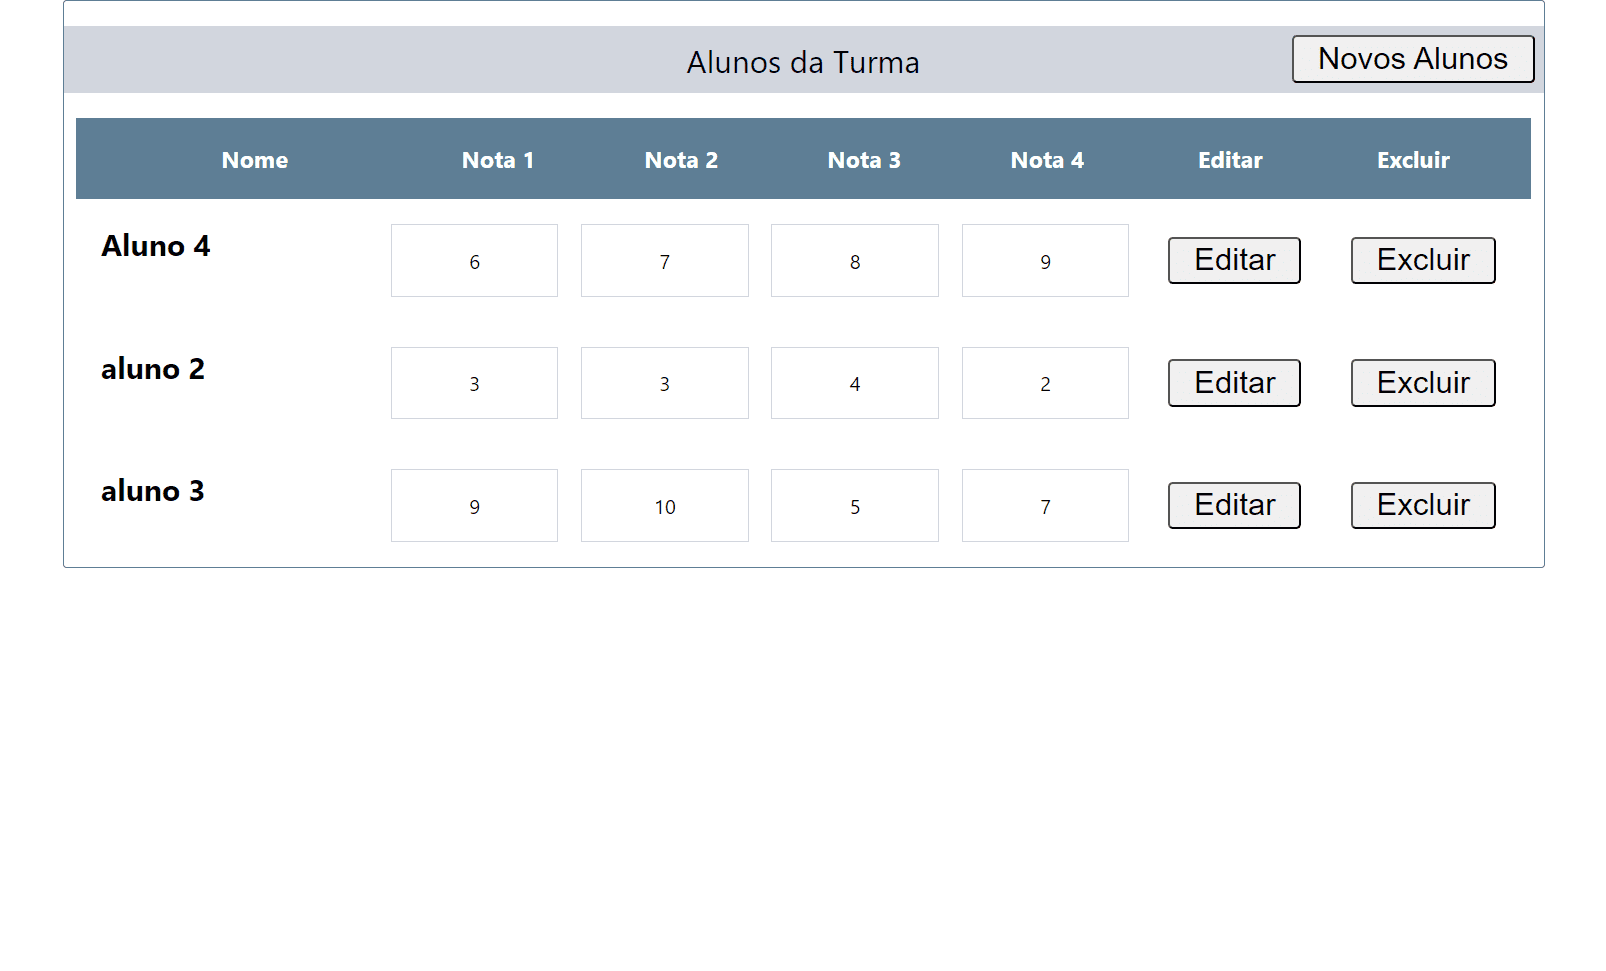 Alunos da Turma
Novos Alunos
Nome Nota 1 Nota 2 Nota 3 Nota 4 Editar Excluir
Aluno 4 6 7 8 9 Editar Excluir
aluno 2 3 3 4 2 Editar Excluir
aluno 3 9 10 5 7 Editar Excluir